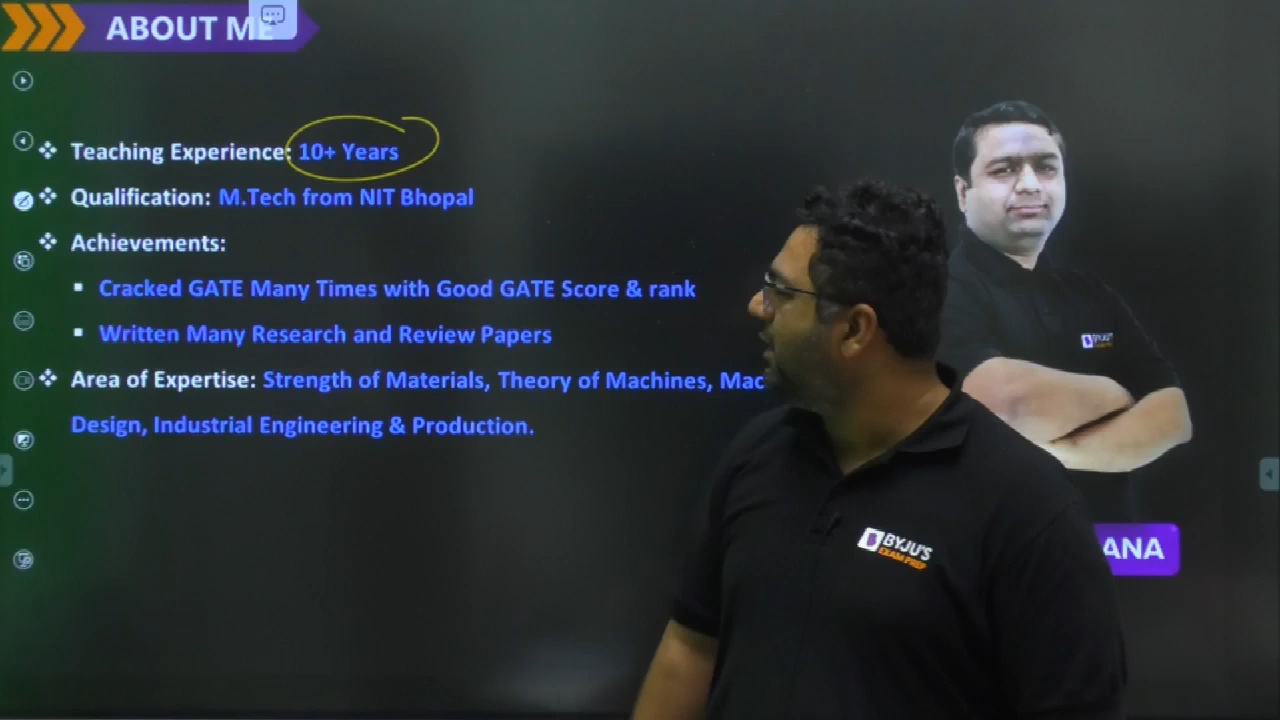 ABOUT ME
Teaching Experience: 10+ Years
Qualification: M.Tech from NIT Bhopal
Achievements:
Cracked GATE Many Times with Good GATE Score & rank
Written Many Research and Review Papers
Area of Expertise: Strength of Materials, Theory of Machines, Mac
Design, Industrial Engineering & Production.
BYJU'S
EXAM PREP
ANA